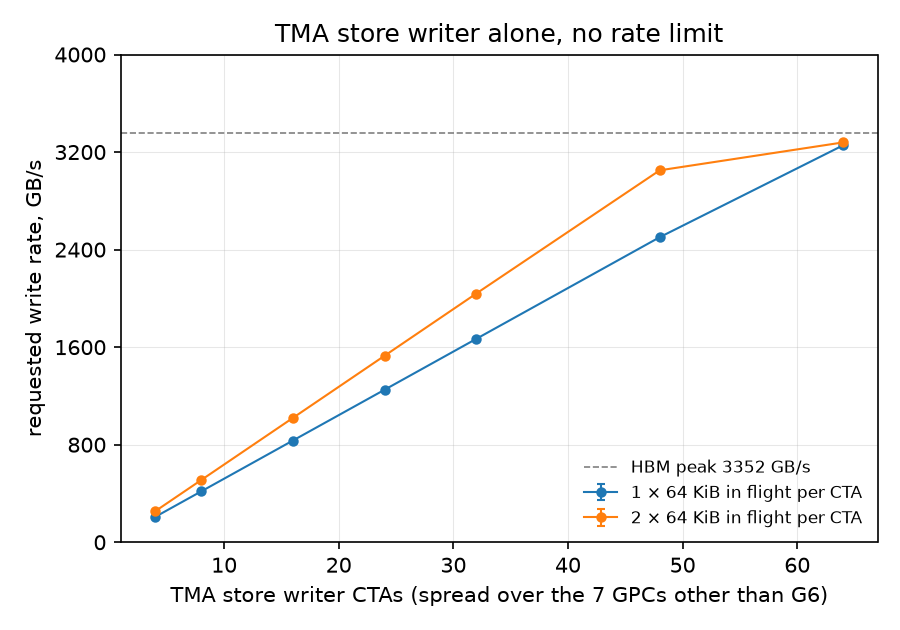 TMA store writer alone, no rate limit
4000
3200
2400
1600
800
0
requested write rate, GB/s
HBM peak 3352 GB/s
1 × 64 KiB in flight per CTA
2 × 64 KiB in flight per CTA
10 20 30 40 50 60
TMA store writer CTAs (spread over the 7 GPCs other than G6)